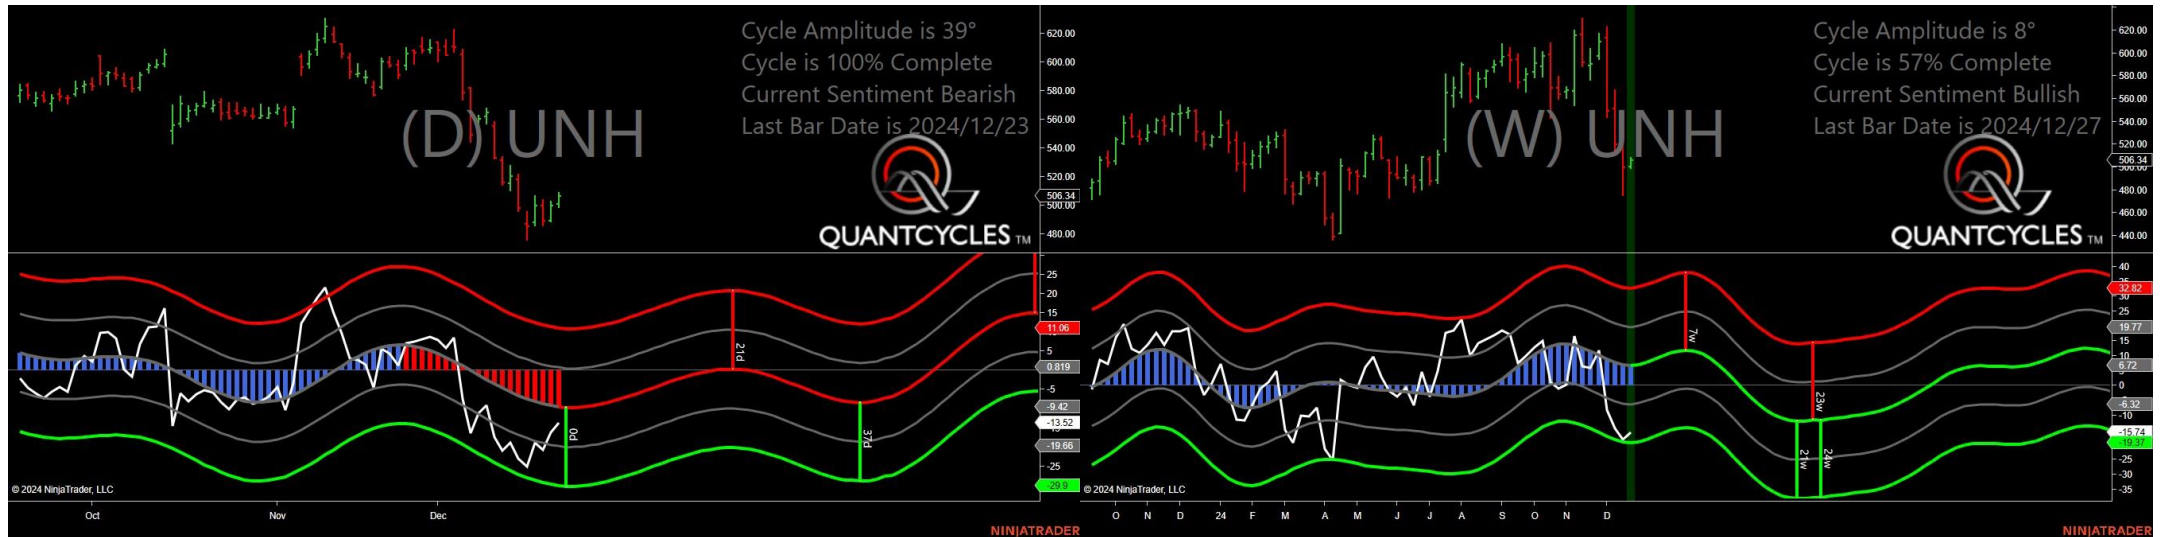 Cycle Amplitude is 39°
Cycle is 100% Complete
Current Sentiment Bearish
Last Bar Date is 2024/12/23
(D) UNH
QUANTCYCLES TM
620.00
600.00
580.00
560.00
540.00
520.00
506.34
500.00
480.00
25
20
15
11.06
5
0.819
-5
-9.42
-13.52
-19.66
-25
-29.9
0d
21d
37d
© 2024 NinjaTrader, LLC
Oct
Nov
Dec
NINJATRADER
Cycle Amplitude is 8°
Cycle is 57% Complete
Current Sentiment Bullish
Last Bar Date is 2024/12/27
(W) UNH
QUANTCYCLES TM
620.00
600.00
580.00
560.00
540.00
520.00
506.34
480.00
460.00
440.00
40
32.82
30
19.77
15
10
6.72
0
-6.32
-10
-15.74
-19.37
-25
-30
-35
7w
23w
21w
24w
© 2024 NinjaTrader, LLC
O N D 24 F M A M J J A S O N D
NINJATRADER